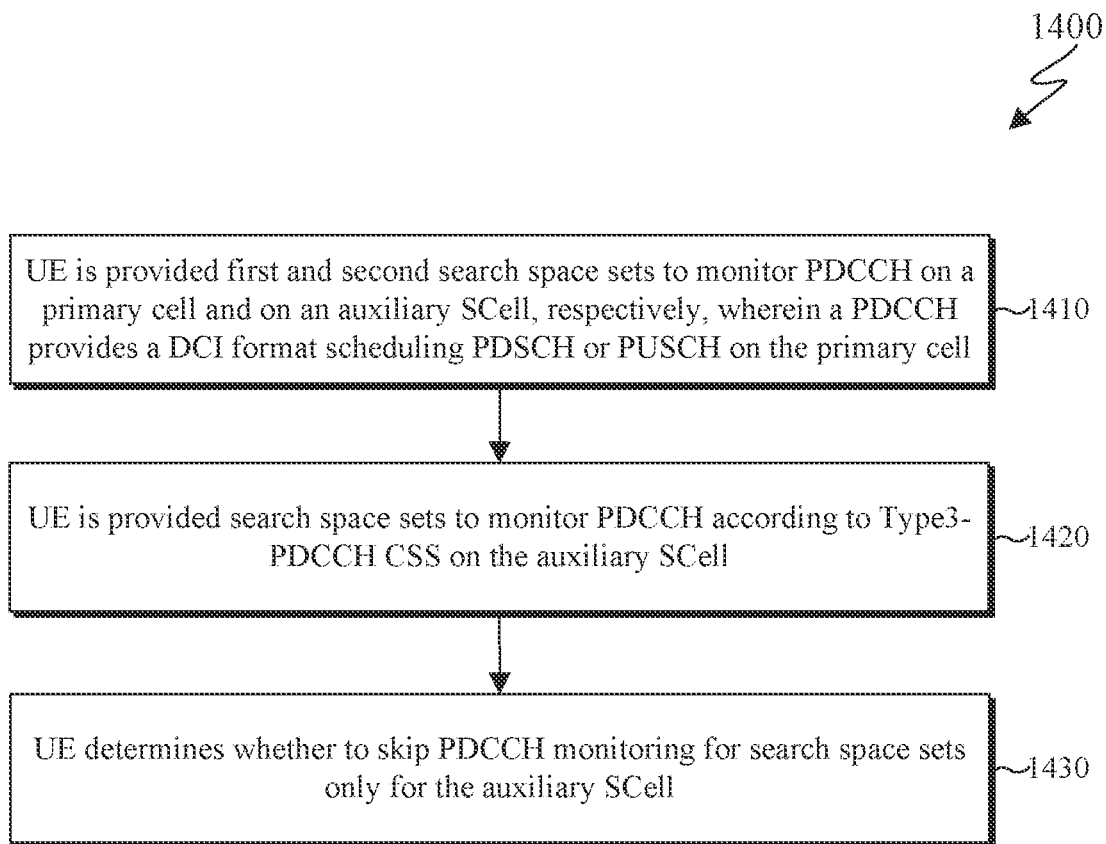 1400
UE is provided first and second search space sets to monitor PDCCH on a
primary cell and on an auxiliary SCell, respectively, wherein a PDCCH
provides a DCI format scheduling PDSCH or PUSCH on the primary cell
1410
UE is provided search space sets to monitor PDCCH according to Type3-
PDCCH CSS on the auxiliary SCell
1420
UE determines whether to skip PDCCH monitoring for search space sets
only for the auxiliary SCell
1430